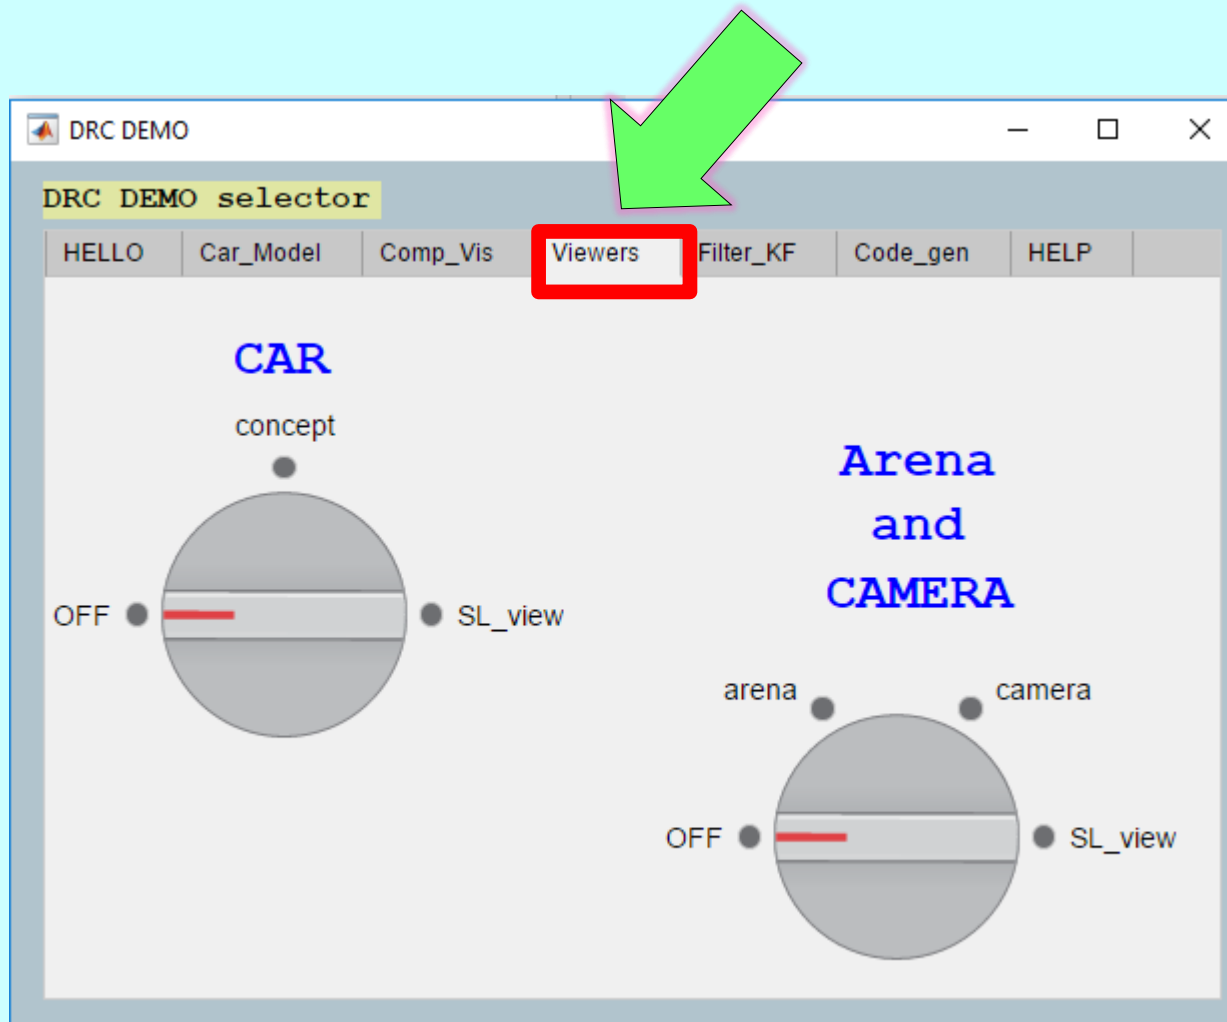 DRC DEMO
DRC DEMO selector
HELLO Car_Model Comp_Vis Viewers Filter_KF Code_gen HELP
CAR
concept
OFF SL_view
Arena
and
CAMERA
arena camera
OFF SL_view